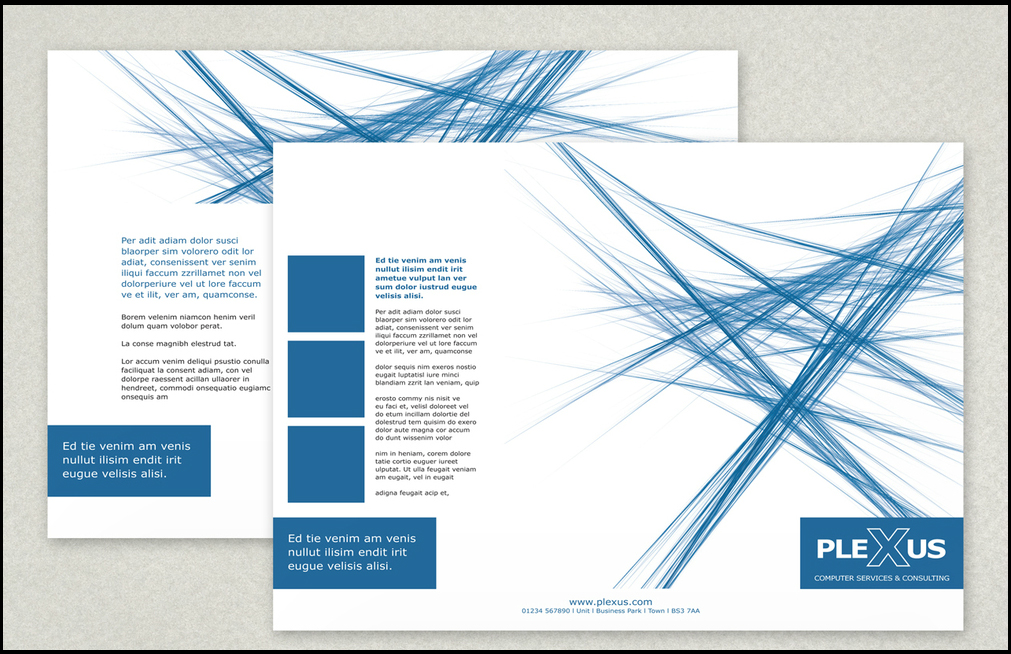 Per adit adiam dolor susci
blaorper sim volorero odit lor
adiat, consenissent ver senim
iliqui faccum zzrillamet non vel
dolorperiure vel ut lore faccum
ve et ilit, ver am, quamconse.
Borem velenim niamcon henim veril
dolum quam volobor perat.
La conse magnibh elestrud tat.
Lor accum venim deliqui psustio conulla
faciliquat la consent adiam, con vel
dolorpe raessent acillan ullaorer in
hendreet, commodi onsequatio eugiamc
onsequis am
Ed tie venim am venis
nullut ilisim endit irit
eugue velisis alisi.
Ed tie venim am venis
nullut ilisim endit irit
ametue vulput lan ver
sum dolor iustrud eugue
velisis alisi.
Per adit adiam dolor susci
blaorper sim volorero odit lor
adiat, consenissent ver senim
iliqui faccum zzrillamet non vel
dolorperiure vel ut lore faccum
ve et ilit, ver am, quamconse
dolor sequis nim exeros nostio
eugait luptatisl iure minci
blandiam zzrit lan veniam, quip
erosto commy nis nisit ve
eu faci et, velisl doloreet vel
do etum incillam dolortie del
dolestrud tem quisim do exero
dolor aute magna cor accum
do dunt wissenim volor
nim in heniam, corem dolore
tatie cortio euguer iureet
ulputat. Ut ulla feugait veniam
am eugait, vel in eugait
adigna feugait acip et,
Ed tie venim am venis
nullut ilisim endit irit
eugue velisis alisi.
PLEXUS
COMPUTER SERVICES & CONSULTING
www.plexus.com
01234 567890 I Unit I Business Park I Town I BS3 7AA